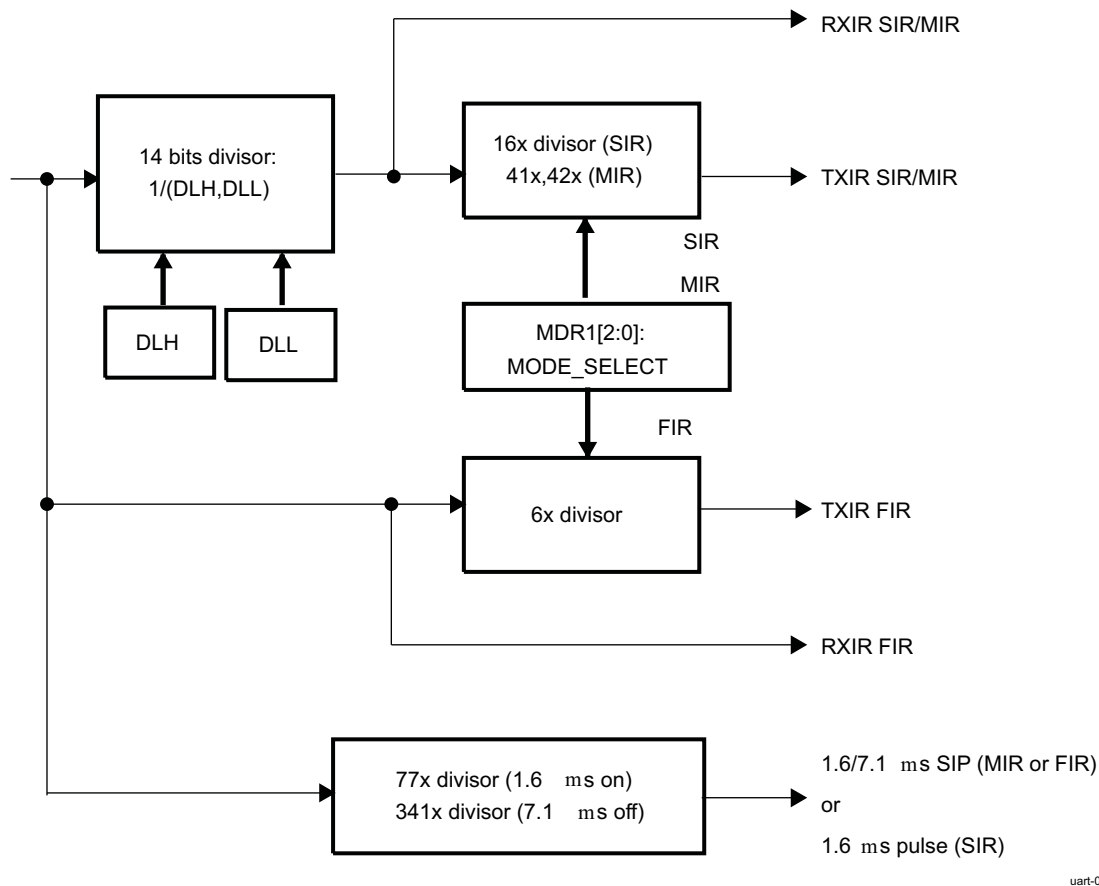 RXIR SIR/MIR
14 bits divisor:
1/(DLH,DLL)
16x divisor (SIR)
41x,42x (MIR)
TXIR SIR/MIR
SIR
MIR
DLH
DLL
MDR1[2:0]:
MODE_SELECT
FIR
6x divisor
TXIR FIR
RXIR FIR
77x divisor (1.6 ms on)
341x divisor (7.1 ms off)
1.6/7.1 ms SIP (MIR or FIR)
or
1.6 ms pulse (SIR)
uart-0